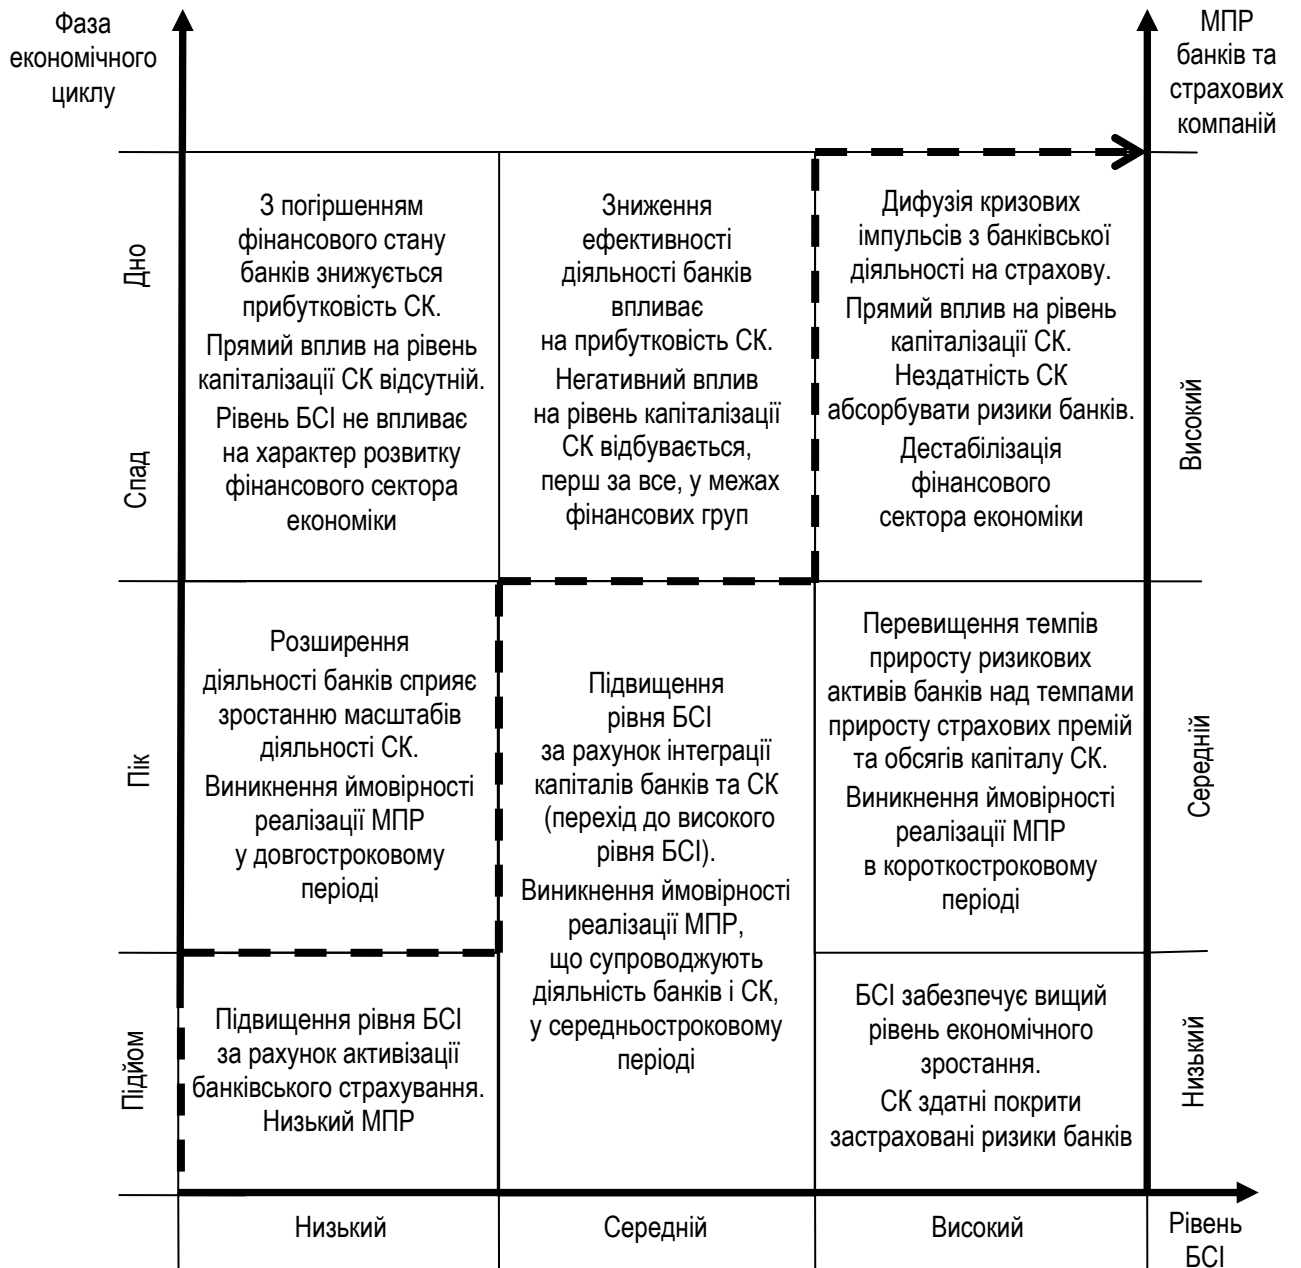 Фаза
економічного
циклу
МПР
банків та
страхових
компаній
Дно
Спад
З погіршенням
фінансового стану
банків знижується
прибутковість СК.
Прямий вплив на рівень
капіталізації СК відсутній.
Рівень БСІ не впливає
на характер розвитку
фінансового сектора
економіки
Зниження
ефективності
діяльності банків
впливає
на прибутковість СК.
Негативний вплив
на рівень капіталізації
СК відбувається,
перш за все, у межах
фінансових груп
Дифузія кризових
імпульсів з банківської
діяльності на страхову.
Прямий вплив на рівень
капіталізації СК.
Нездатність СК
абсорбувати ризики банків.
Дестабілізація
фінансового
сектора економіки
Високий
Пік
Розширення
діяльності банків сприяє
зростанню масштабів
діяльності СК.
Виникнення ймовірності
реалізації МПР
у довгостроковому
періоді
Підвищення
рівня БСІ
за рахунок інтеграції
капіталів банків та СК
(перехід до високого
рівня БСІ).
Виникнення ймовірності
реалізації МПР,
що супроводжують
діяльність банків і СК,
у середньостроковому
періоді
Перевищення темпів
приросту ризикових
активів банків над темпами
приросту страхових премій
та обсягів капіталу СК.
Виникнення ймовірності
реалізації МПР
в короткостроковому
періоді
Середній
Підйом
Підвищення рівня БСІ
за рахунок активізації
банківського страхування.
Низький МПР
БСІ забезпечує вищий
рівень економічного
зростання.
СК здатні покрити
застраховані ризики банків
Низький
Низький
Середній
Високий
Рівень
БСІ